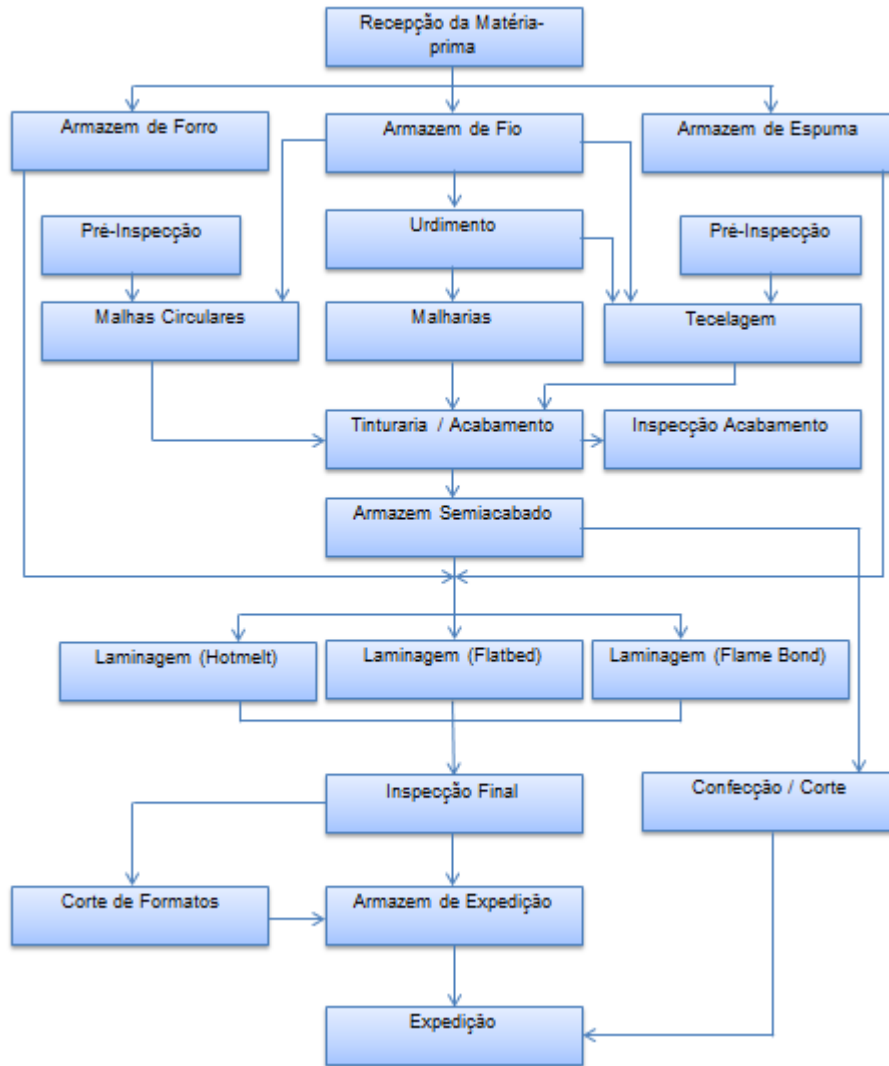 Recepção da Matéria-
prima
Armazem de Forro
Armazem de Fio
Armazem de Espuma
Pré-Inspecção
Urdimento
Pré-Inspecção
Malhas Circulares
Malharias
Tecelagem
Tinturaria / Acabamento
Inspecção Acabamento
Armazem Semiacabado
Laminagem (Hotmelt)
Laminagem (Flatbed)
Laminagem (Flame Bond)
Inspecção Final
Confecção / Corte
Corte de Formatos
Armazem de Expedição
Expedição